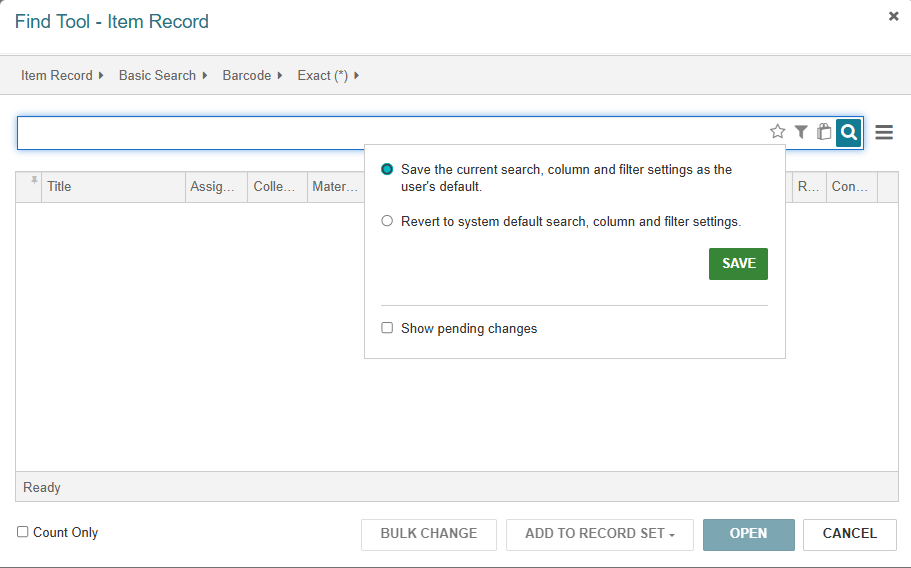 Find Tool - Item Record
Item Record
Basic Search
Barcode
Exact (*)
Save the current search, column and filter settings as the
user's default.
Revert to system default search, column and filter settings.
SAVE
Show pending changes
Title
Assig...
Colle...
Mater...
R...
Con...
Ready
Count Only
BULK CHANGE
ADD TO RECORD SET
OPEN
CANCEL